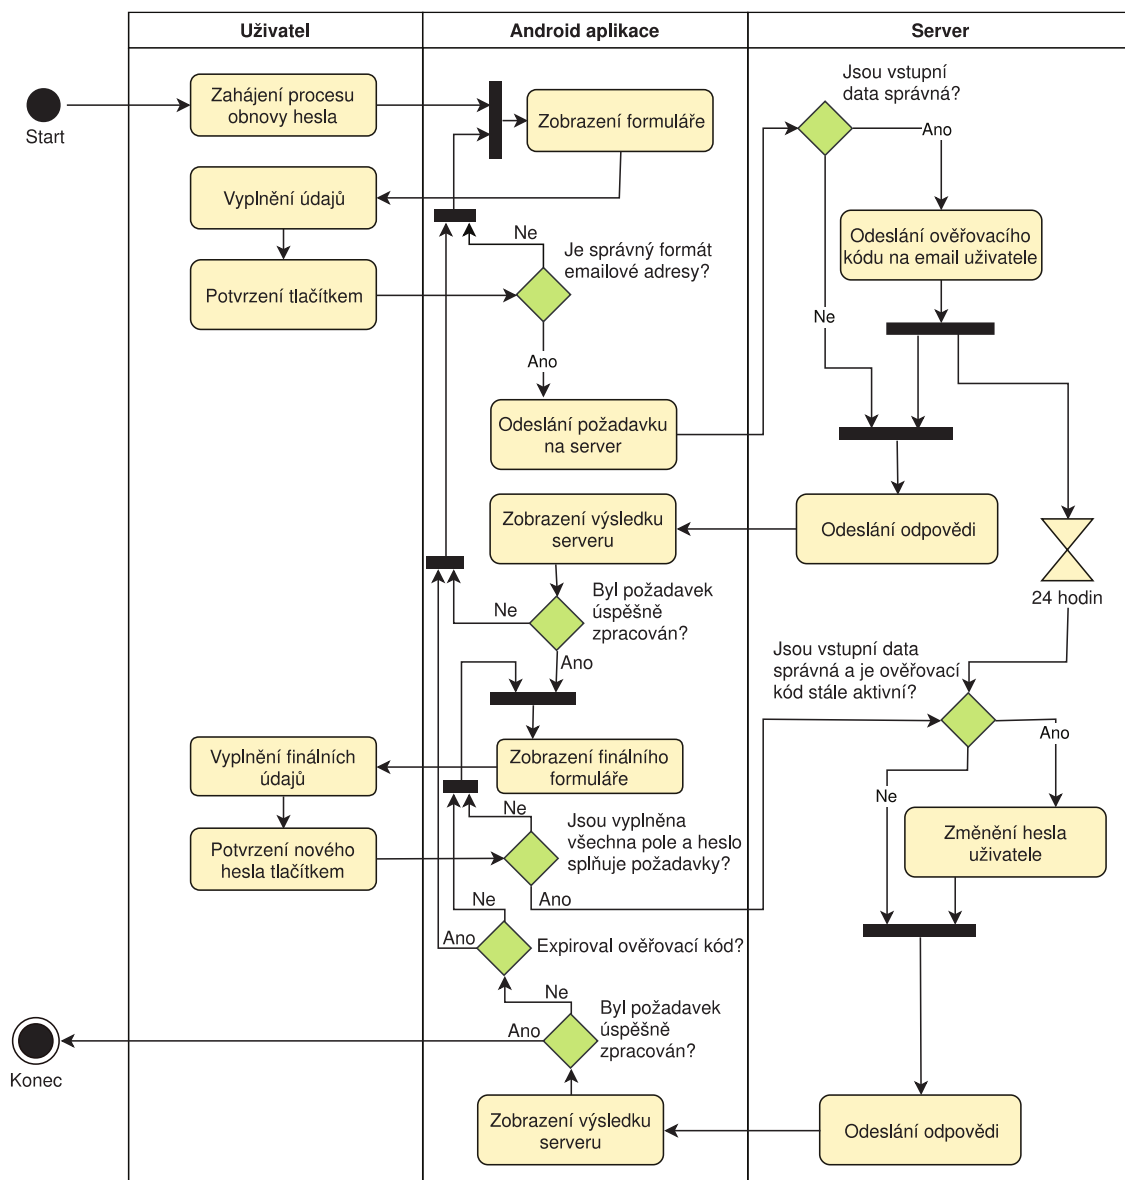 Uživatel
Android aplikace
Server
Start
Zahájení procesu
obnovy hesla
Zobrazení formuláře
Jsou vstupní
data správná?
Ano
Vyplnění údajů
Ne
Je správný formát
emailové adresy?
Odeslání ověřovacího
kódu na email uživatele
Potvrzení tlačítkem
Ne
Ano
Odeslání požadavku
na server
Zobrazení výsledku
serveru
Odeslání odpovědi
24 hodin
Byl požadavek
úspěšně
zpracován?
Ne
Ano
Jsou vstupní data
správná a je ověřovací
kód stále aktivní?
Ano
Vyplnění finálních
údajů
Zobrazení finálního
formuláře
Ne
Ne
Jsou vyplněna
všechna pole a heslo
splňuje požadavky?
Změnění hesla
uživatele
Potvrzení nového
hesla tlačítkem
Ne
Ano
Ano
Expiroval ověřovací kód?
Ne
Byl požadavek
úspěšně
zpracován?
Ano
Konec
Zobrazení výsledku
serveru
Odeslání odpovědi